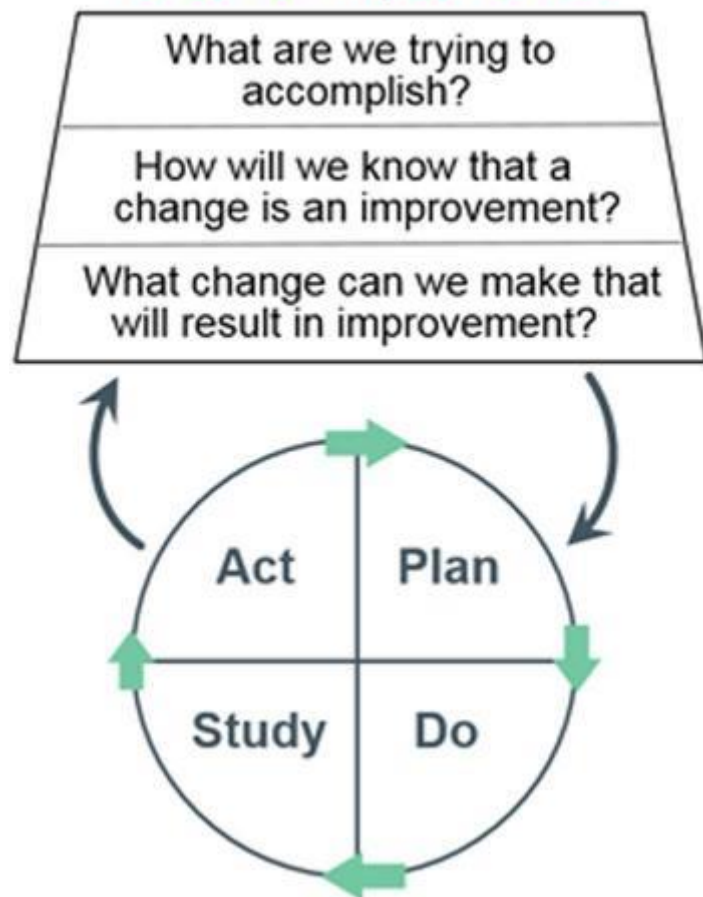 What are we trying to
accomplish?
How will we know that a
change is an improvement?
What change can we make that
will result in improvement?
Act
Plan
Study
Do